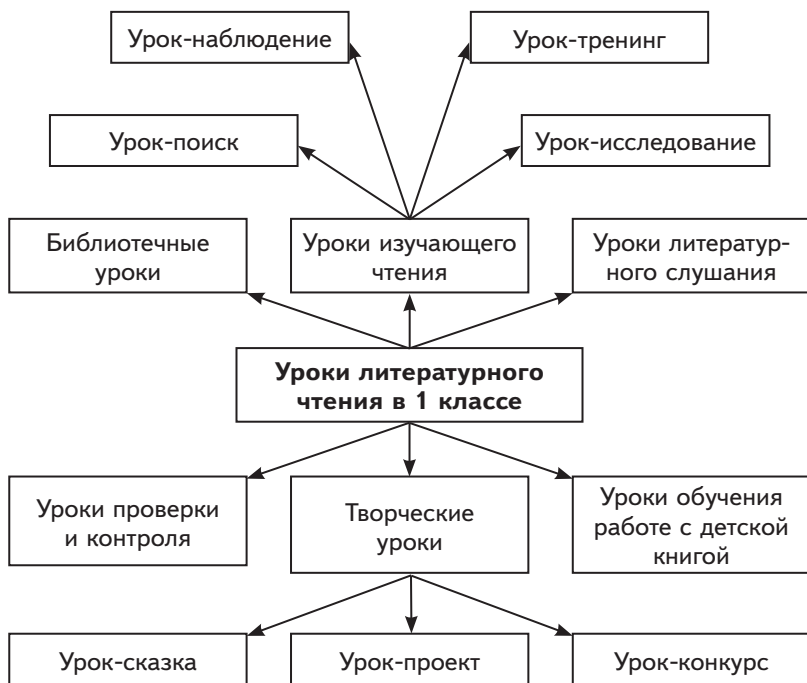 Урок-наблюдение
Урок-тренинг
Урок-поиск
Урок-исследование
Библиотечные
уроки
Уроки изучающего
чтения
Уроки литератур-
ного слушания
Уроки литературного
чтения в 1 классе
Уроки проверки
и контроля
Творческие
уроки
Уроки обучения
работе с детской
книгой
Урок-сказка
Урок-проект
Урок-конкурс